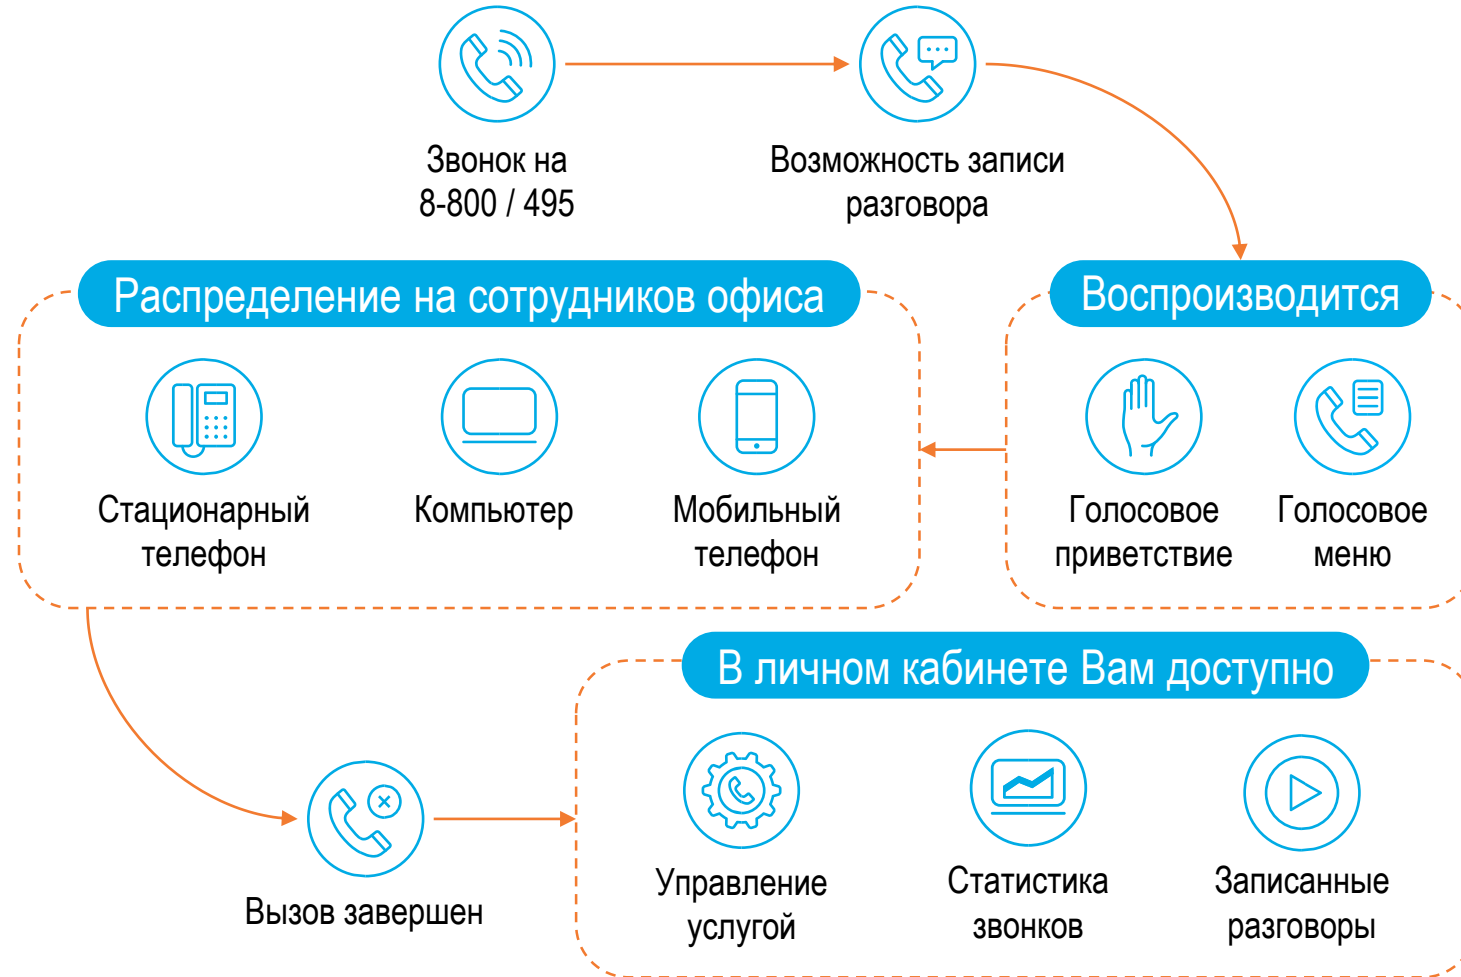 Звонок на
8-800 / 495
Возможность записи
разговора
Распределение на сотрудников офиса
Стационарный
телефон
Компьютер
Мобильный
телефон
Воспроизводится
Голосовое
приветствие
Голосовое
меню
Вызов завершен
В личном кабинете Вам доступно
Управление
услугой
Статистика
звонков
Записанные
разговоры